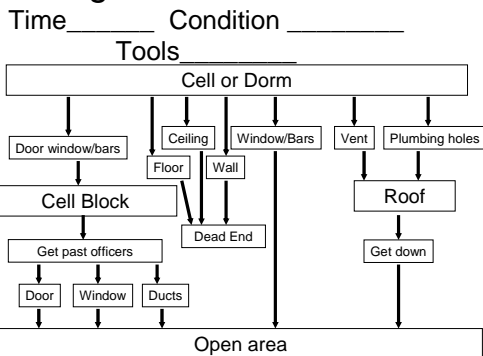 Time______ Condition ________
Tools________
Cell or Dorm
Door window/bars
Ceiling
Window/Bars
Vent
Plumbing holes
Floor
Wall
Cell Block
Roof
Dead End
Get past officers
Get down
Door
Window
Ducts
Open area